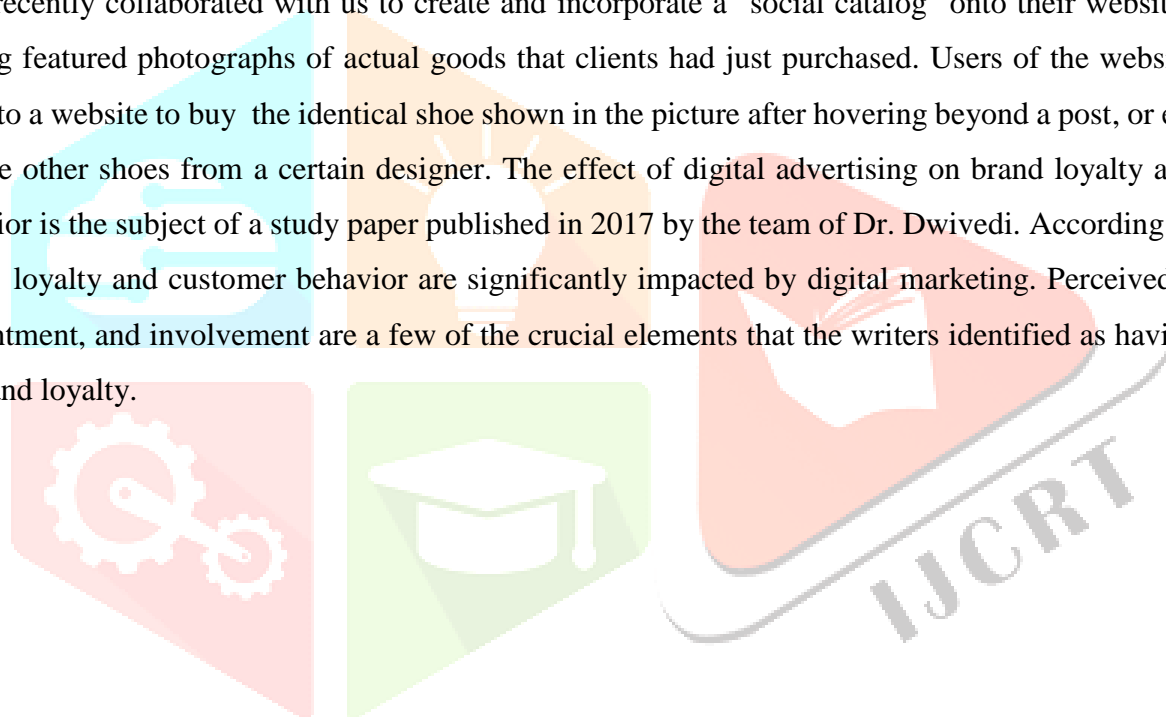 recently collaborated with us to create and incorporate a "social catalog" onto their websit
g featured photographs of actual goods that clients had just purchased. Users of the webs
to a website to buy the identical shoe shown in the picture after hovering beyond a post, or
e other shoes from a certain designer. The effect of digital advertising on brand loyalty a
ior is the subject of a study paper published in 2017 by the team of Dr. Dwivedi. According
loyalty and customer behavior are significantly impacted by digital marketing. Perceived
ntment, and involvement are a few of the crucial elements that the writers identified as havi
and loyalty.
IJCRT